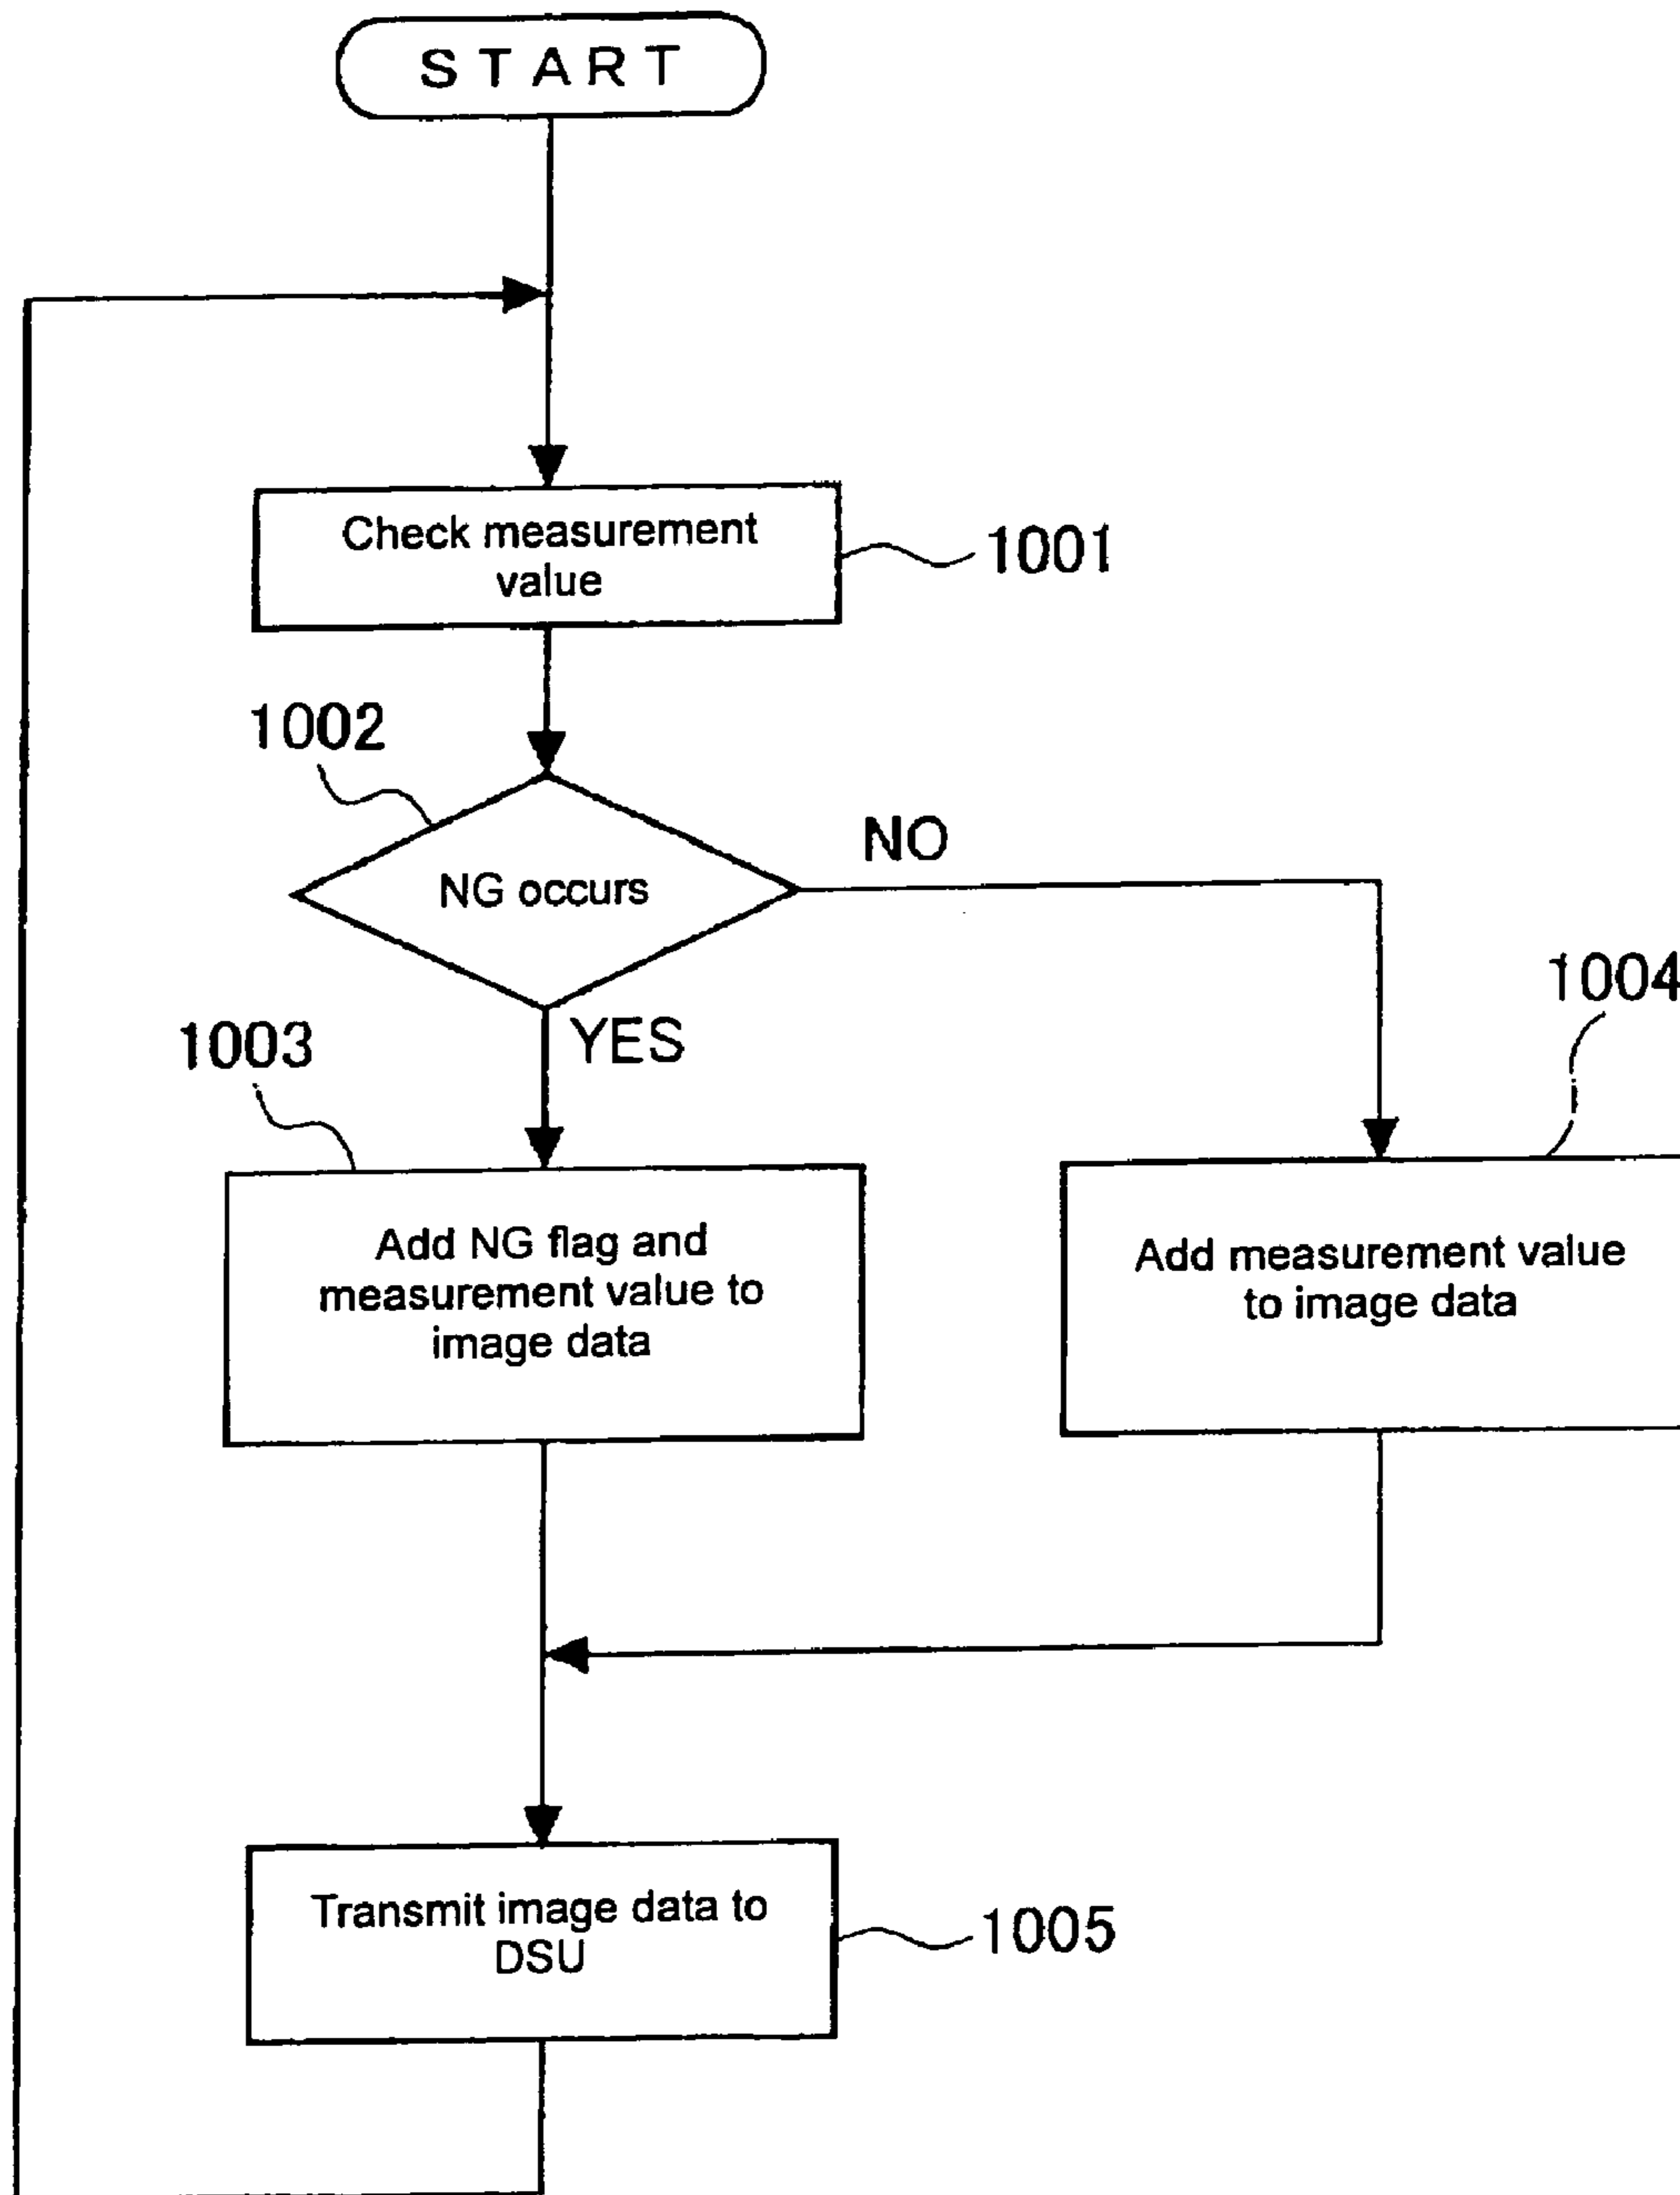 START
Check measurement
value
1001
1002
NG occurs
NO
YES
1003
1004
Add NG flag and
measurement value to
image data
Add measurement value
to image data
Transmit image data to
DSU
1005